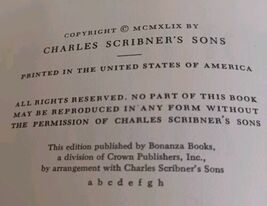 COPYRIGHT © MCMXLIX BY
CHARLES SCRIBNER'S SONS
PRINTED IN THE UNITED STATES OF AMERICA
ALL RIGHTS RESERVED. NO PART OF THIS BOOK
MAY BE REPRODUCED IN ANY FORM WITHOUT
THE PERMISSION OF CHARLES SCRIBNER'S SONS
This edition published by Bonanza Books,
a division of Crown Publishers, Inc.,
by arrangement with Charles Scribner's Sons
a b c d e f g h